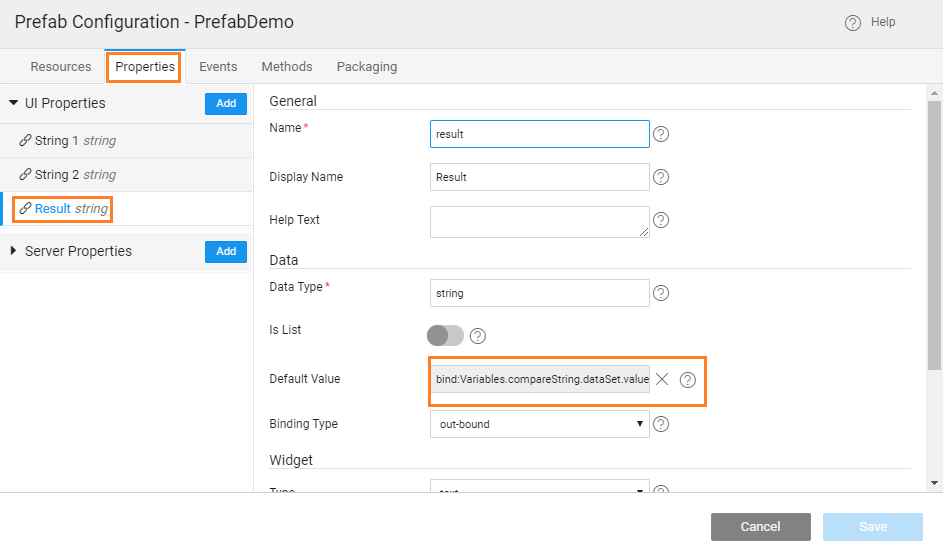 Prefab Configuration - PrefabDemo
Help
Resources Properties Events Methods Packaging
UI Properties Add
String 1 string
String 2 string
Result string
Server Properties Add
General
Name * result
Display Name Result
Help Text
Data
Data Type * string
Is List
Default Value bind:Variables.compareString.dataSet.value
Binding Type out-bound
Widget
Type text
Cancel Save